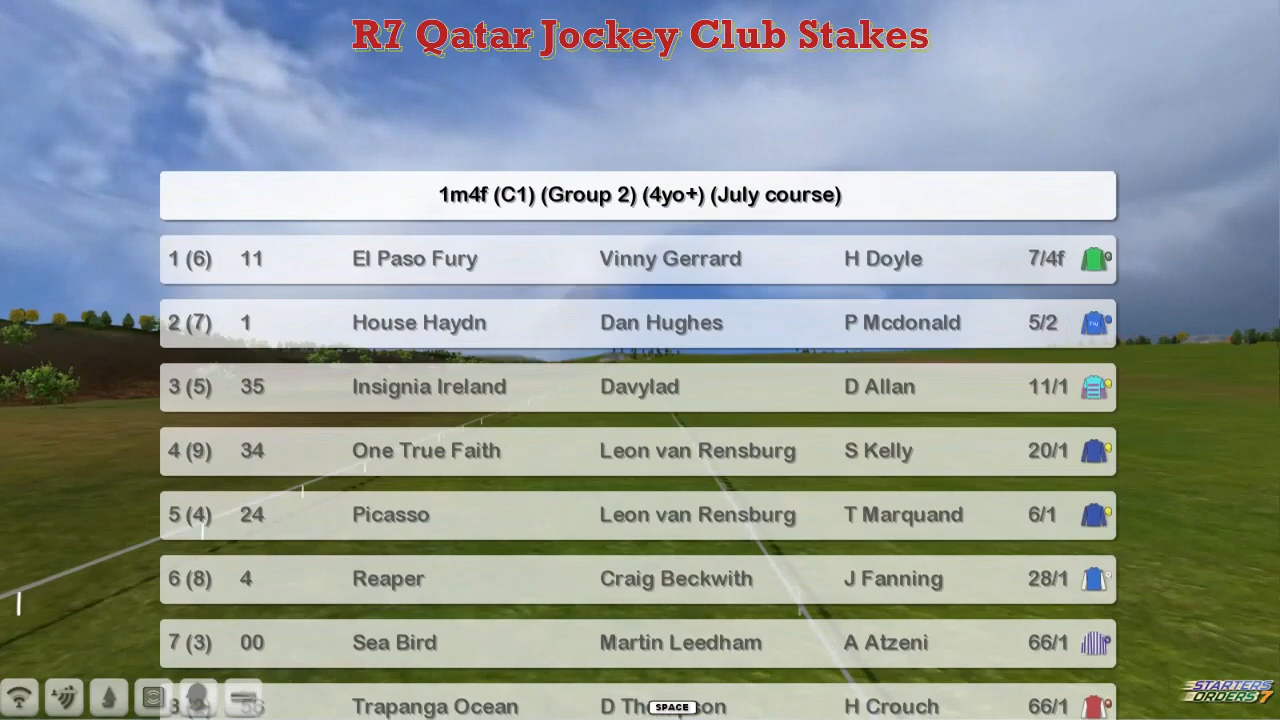 R7 Qatar Jockey Club Stakes
1m4f (C1) (Group 2) (4yo+) (July course)
1 (6) 11 El Paso Fury Vinny Gerrard H Doyle 7/4f
2 (7) 1 House Haydn Dan Hughes P Mcdonald 5/2
3 (5) 35 Insignia Ireland Davylad D Allan 11/1
4 (9) 34 One True Faith Leon van Rensburg S Kelly 20/1
5 (4) 24 Picasso Leon van Rensburg T Marquand 6/1
6 (8) 4 Reaper Craig Beckwith J Fanning 28/1
7 (3) 00 Sea Bird Martin Leedham A Atzeni 66/1
8 56 Trapanga Ocean D H Crouch 66/1
SPACE
STARTERS ORDERS 7